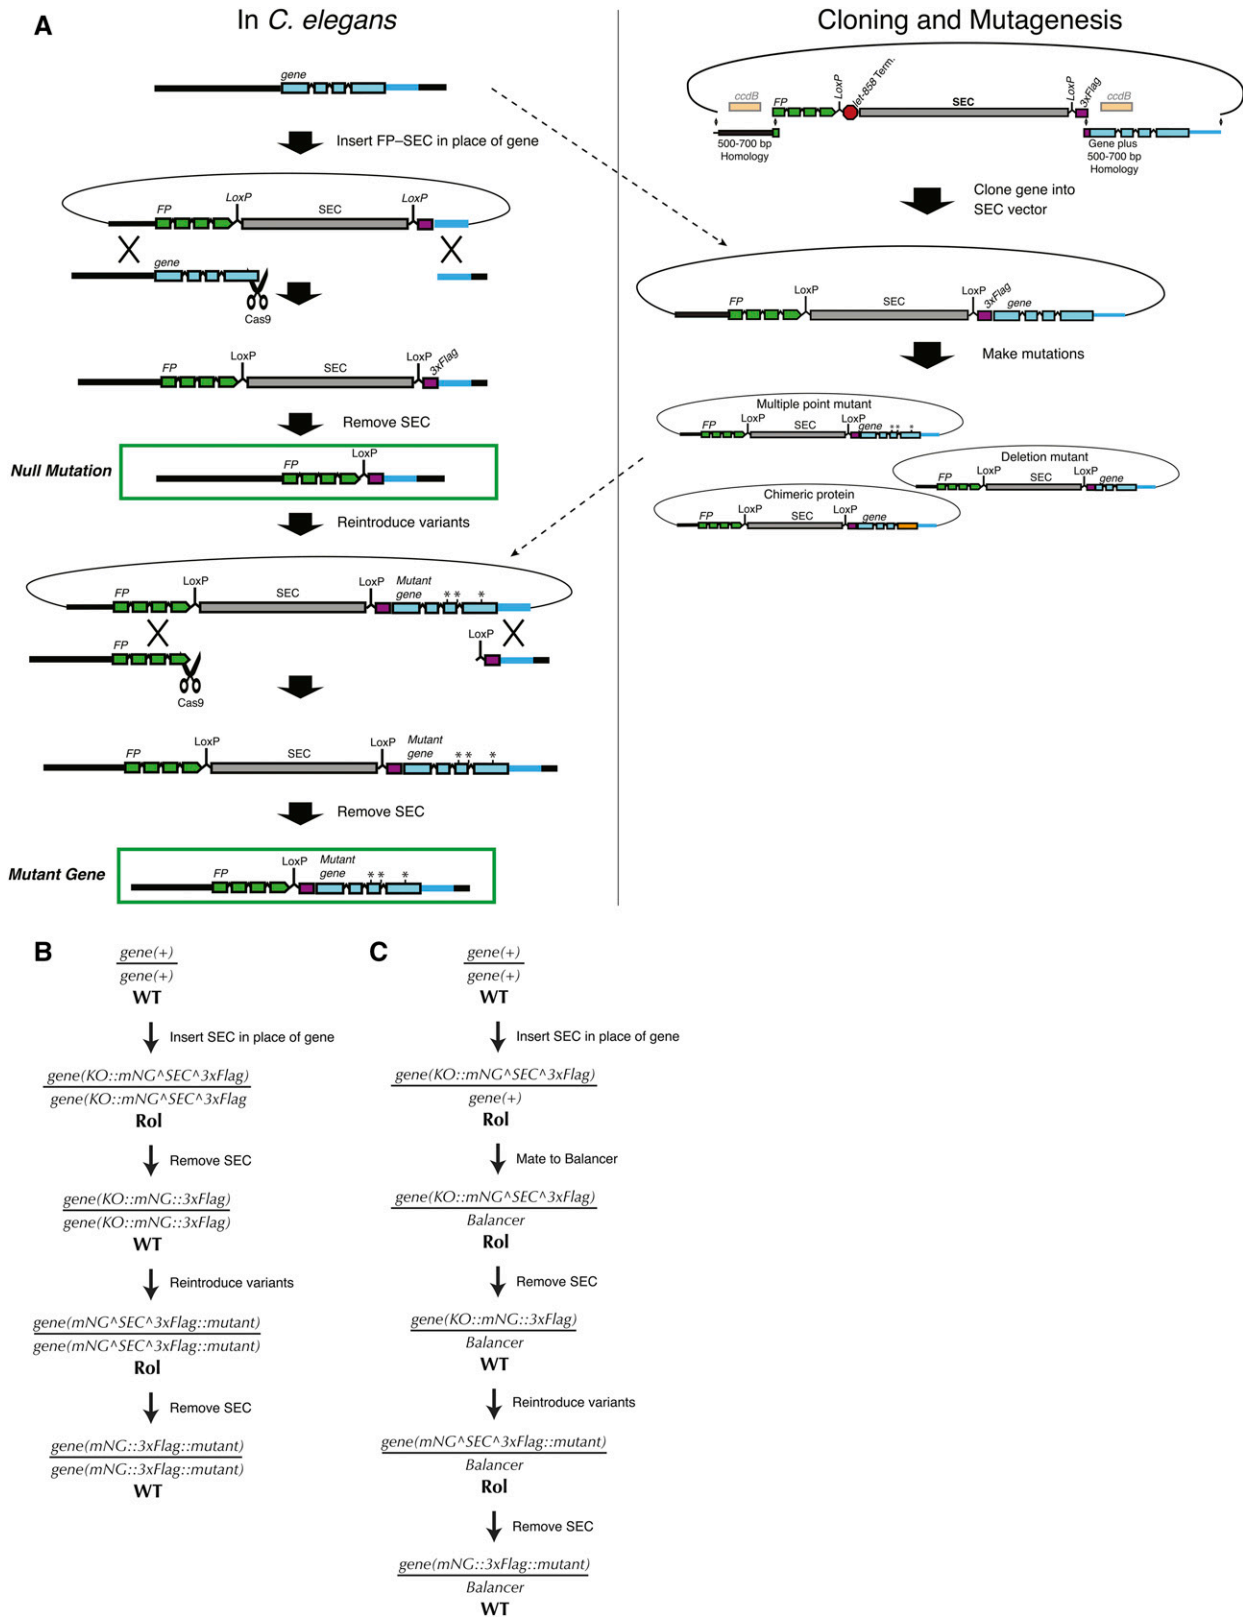 A
In C. elegans
gene
Insert FP–SEC in place of gene
LoxP
LoxP
FP
SEC
gene
Cas9
LoxP
LoxP
FP
SEC
3xFlag
Remove SEC
Null Mutation
LoxP
FP
Reintroduce variants
LoxP
LoxP
Mutant
gene
FP
SEC
* * *
LoxP
FP
Cas9
LoxP
LoxP
Mutant
gene
FP
SEC
* * *
Remove SEC
Mutant Gene
LoxP
Mutant
gene
FP
* * *
Cloning and Mutagenesis
ccdB
FP
LoxP
let-858 Term.
SEC
LoxP
3xFlag
ccdB
500-700 bp
Homology
Gene plus
500-700 bp
Homology
Clone gene into
SEC vector
LoxP
LoxP
FP
SEC
3xFlag
gene
Make mutations
Multiple point mutant
LoxP
LoxP
FP
SEC
gene
** *
Deletion mutant
LoxP
LoxP
FP
SEC
gene
Chimeric protein
LoxP
LoxP
FP
SEC
gene
B
gene(+)
gene(+)
WT
Insert SEC in place of gene
gene(KO::mNG^SEC^3xFlag)
gene(KO::mNG^SEC^3xFlag
Rol
Remove SEC
gene(KO::mNG::3xFlag)
gene(KO::mNG::3xFlag)
WT
Reintroduce variants
gene(mNG^SEC^3xFlag::mutant)
gene(mNG^SEC^3xFlag::mutant)
Rol
Remove SEC
gene(mNG::3xFlag::mutant)
gene(mNG::3xFlag::mutant)
WT
C
gene(+)
gene(+)
WT
Insert SEC in place of gene
gene(KO::mNG^SEC^3xFlag)
gene(+)
Rol
Mate to Balancer
gene(KO::mNG^SEC^3xFlag)
Balancer
Rol
Remove SEC
gene(KO::mNG::3xFlag)
Balancer
WT
Reintroduce variants
gene(mNG^SEC^3xFlag::mutant)
Balancer
Rol
Remove SEC
gene(mNG::3xFlag::mutant)
Balancer
WT